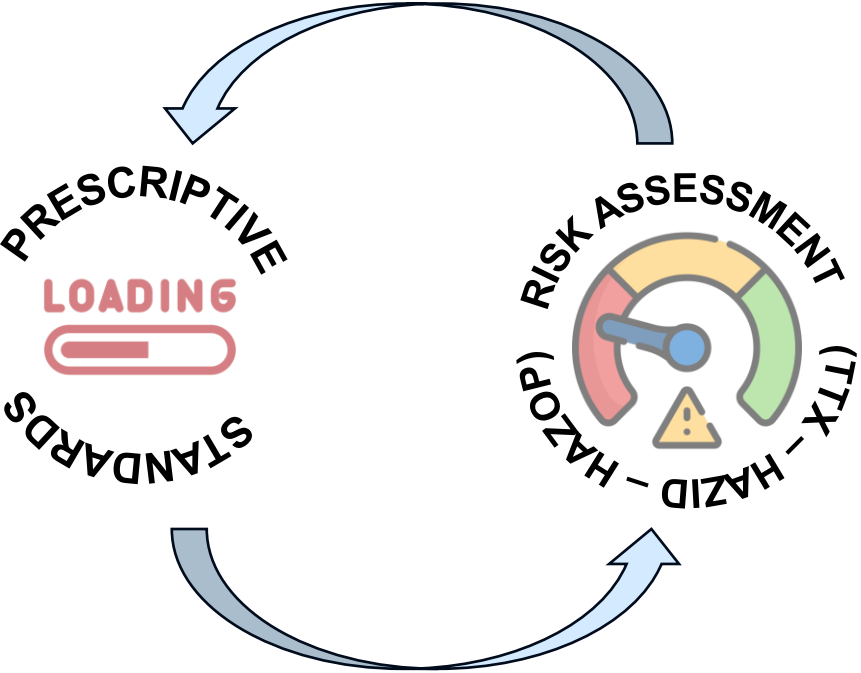 PRESCRIPTIVE
LOADING
STANDARDS
RISK ASSESSMENT
(TTX – HAZID – HAZOP)